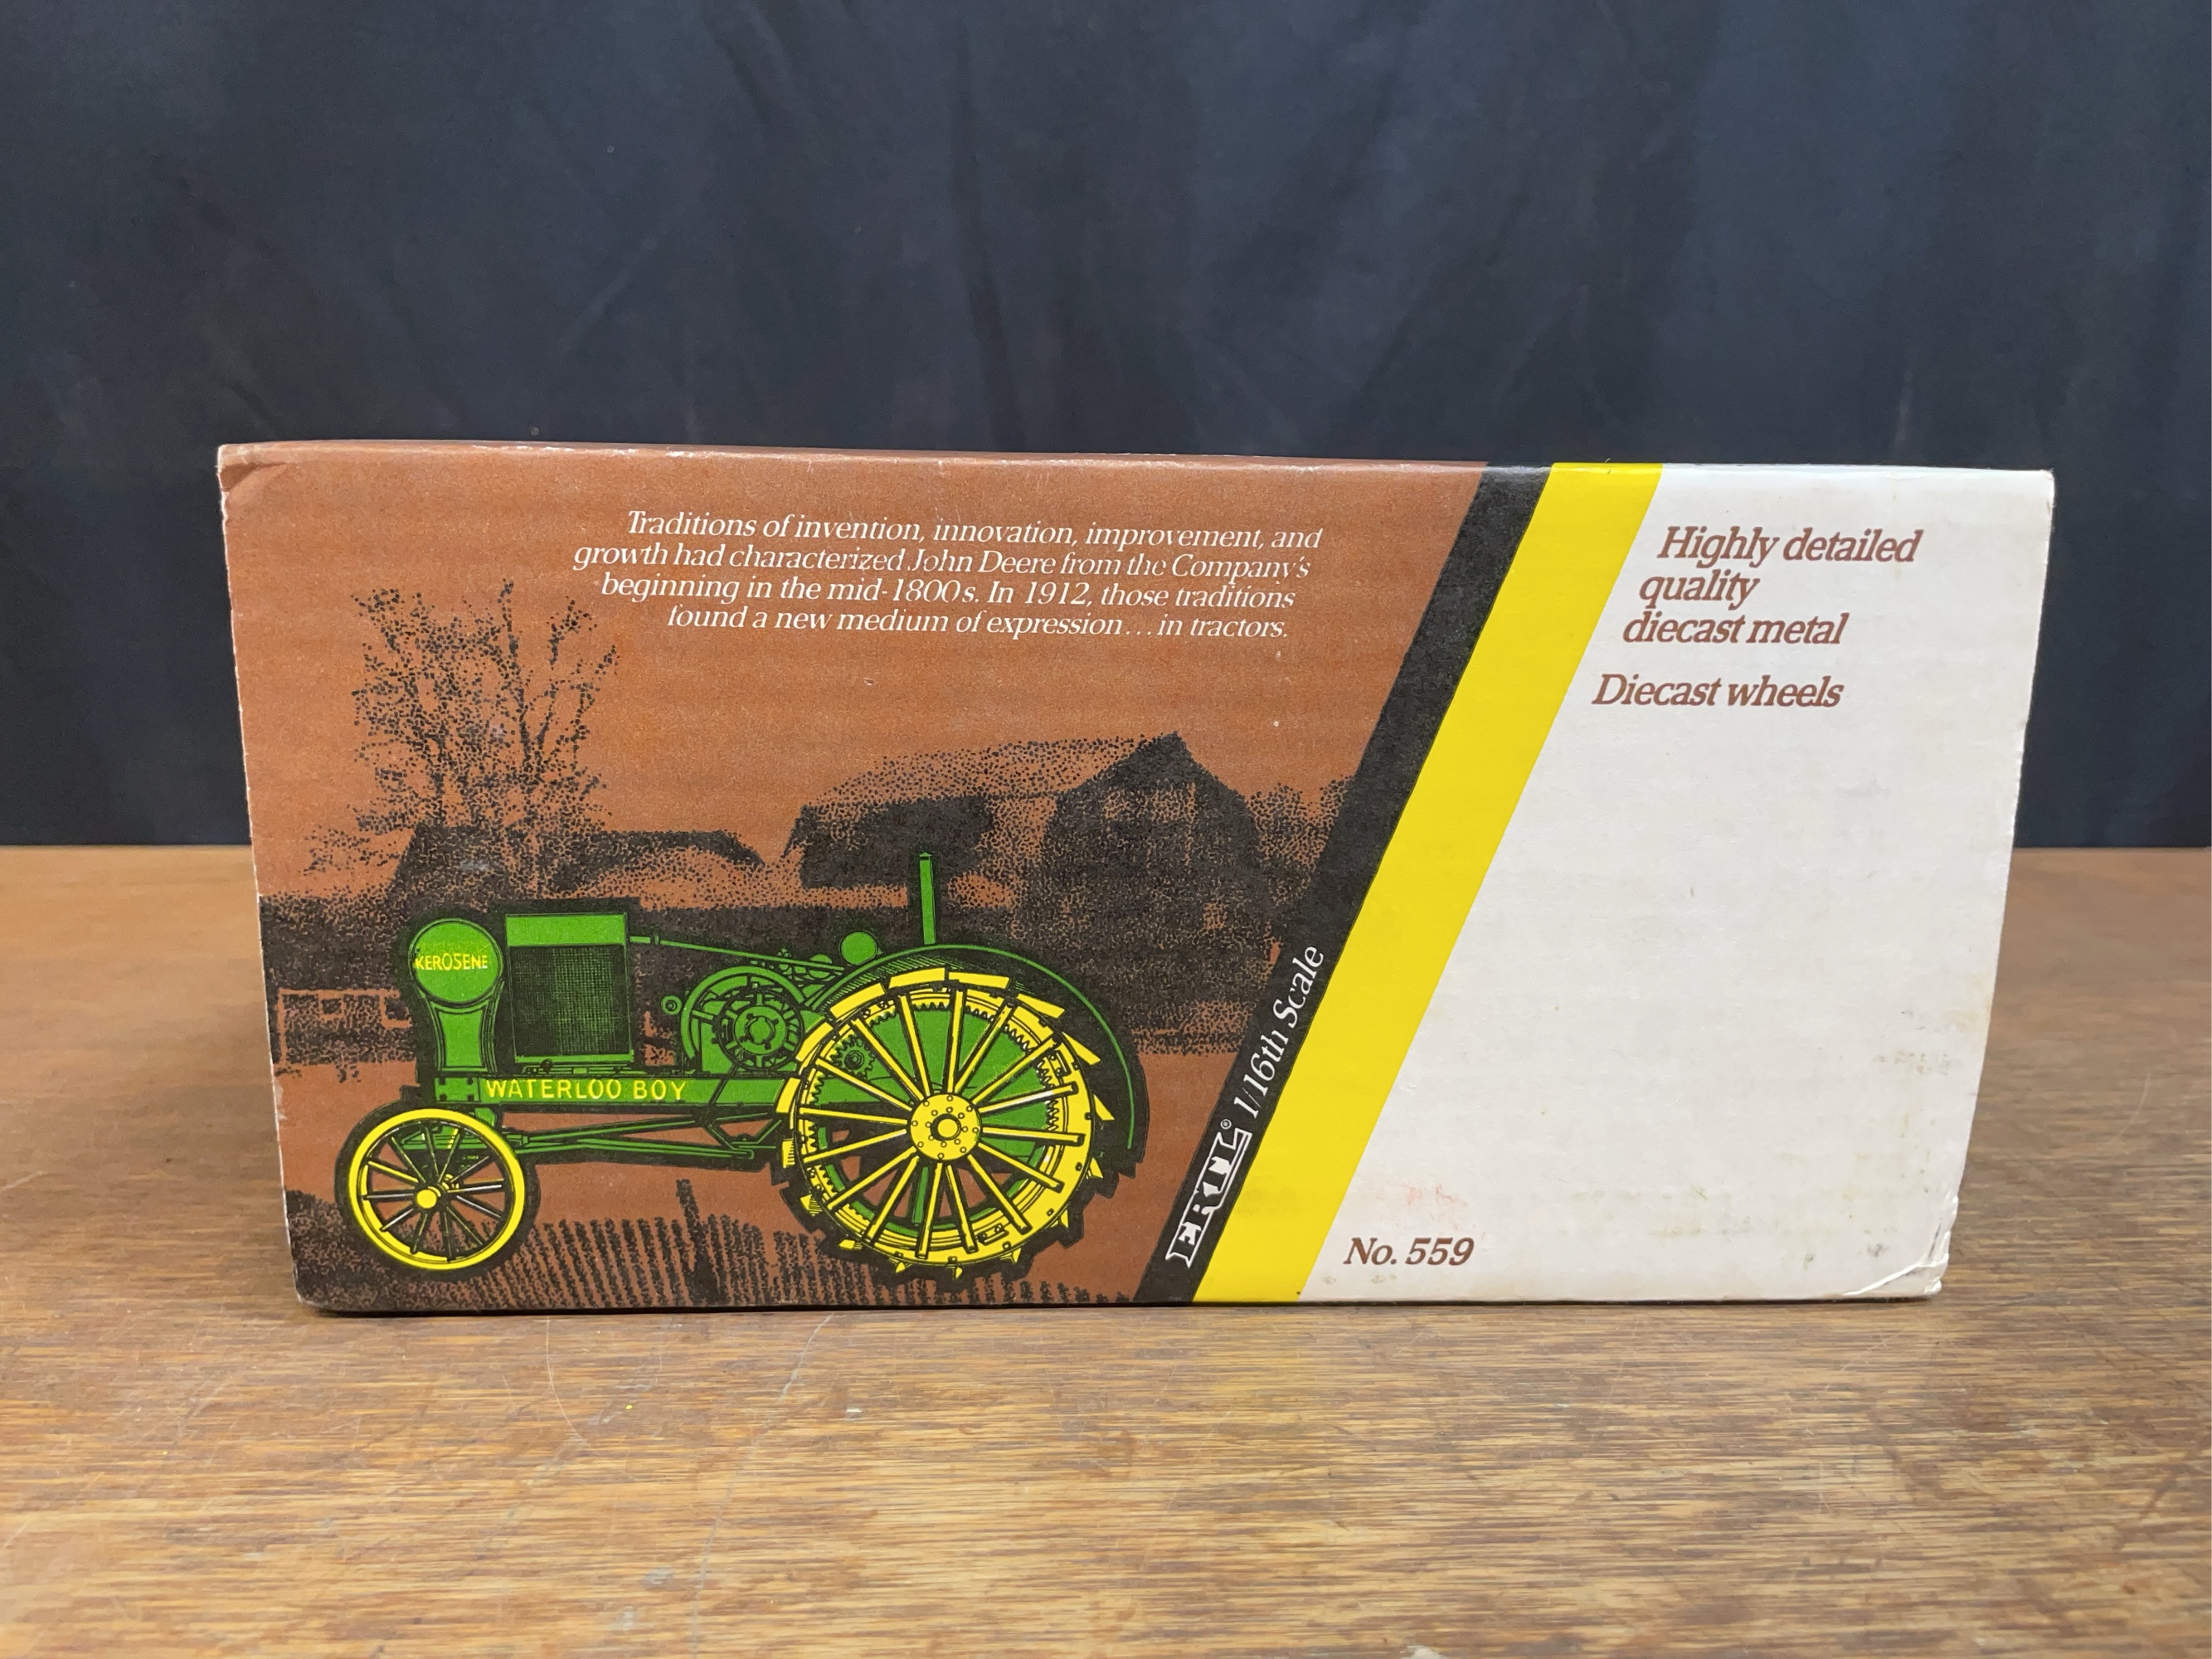 Traditions of invention, innovation, improvement, and
growth had characterized John Deere from the Company's
beginning in the mid-1800s. In 1912, those traditions
found a new medium of expression...in tractors.
Highly detailed
quality
diecast metal
Diecast wheels
KEROSENE
WATERLOO BOY
ERTL® 1/16th Scale
No. 559